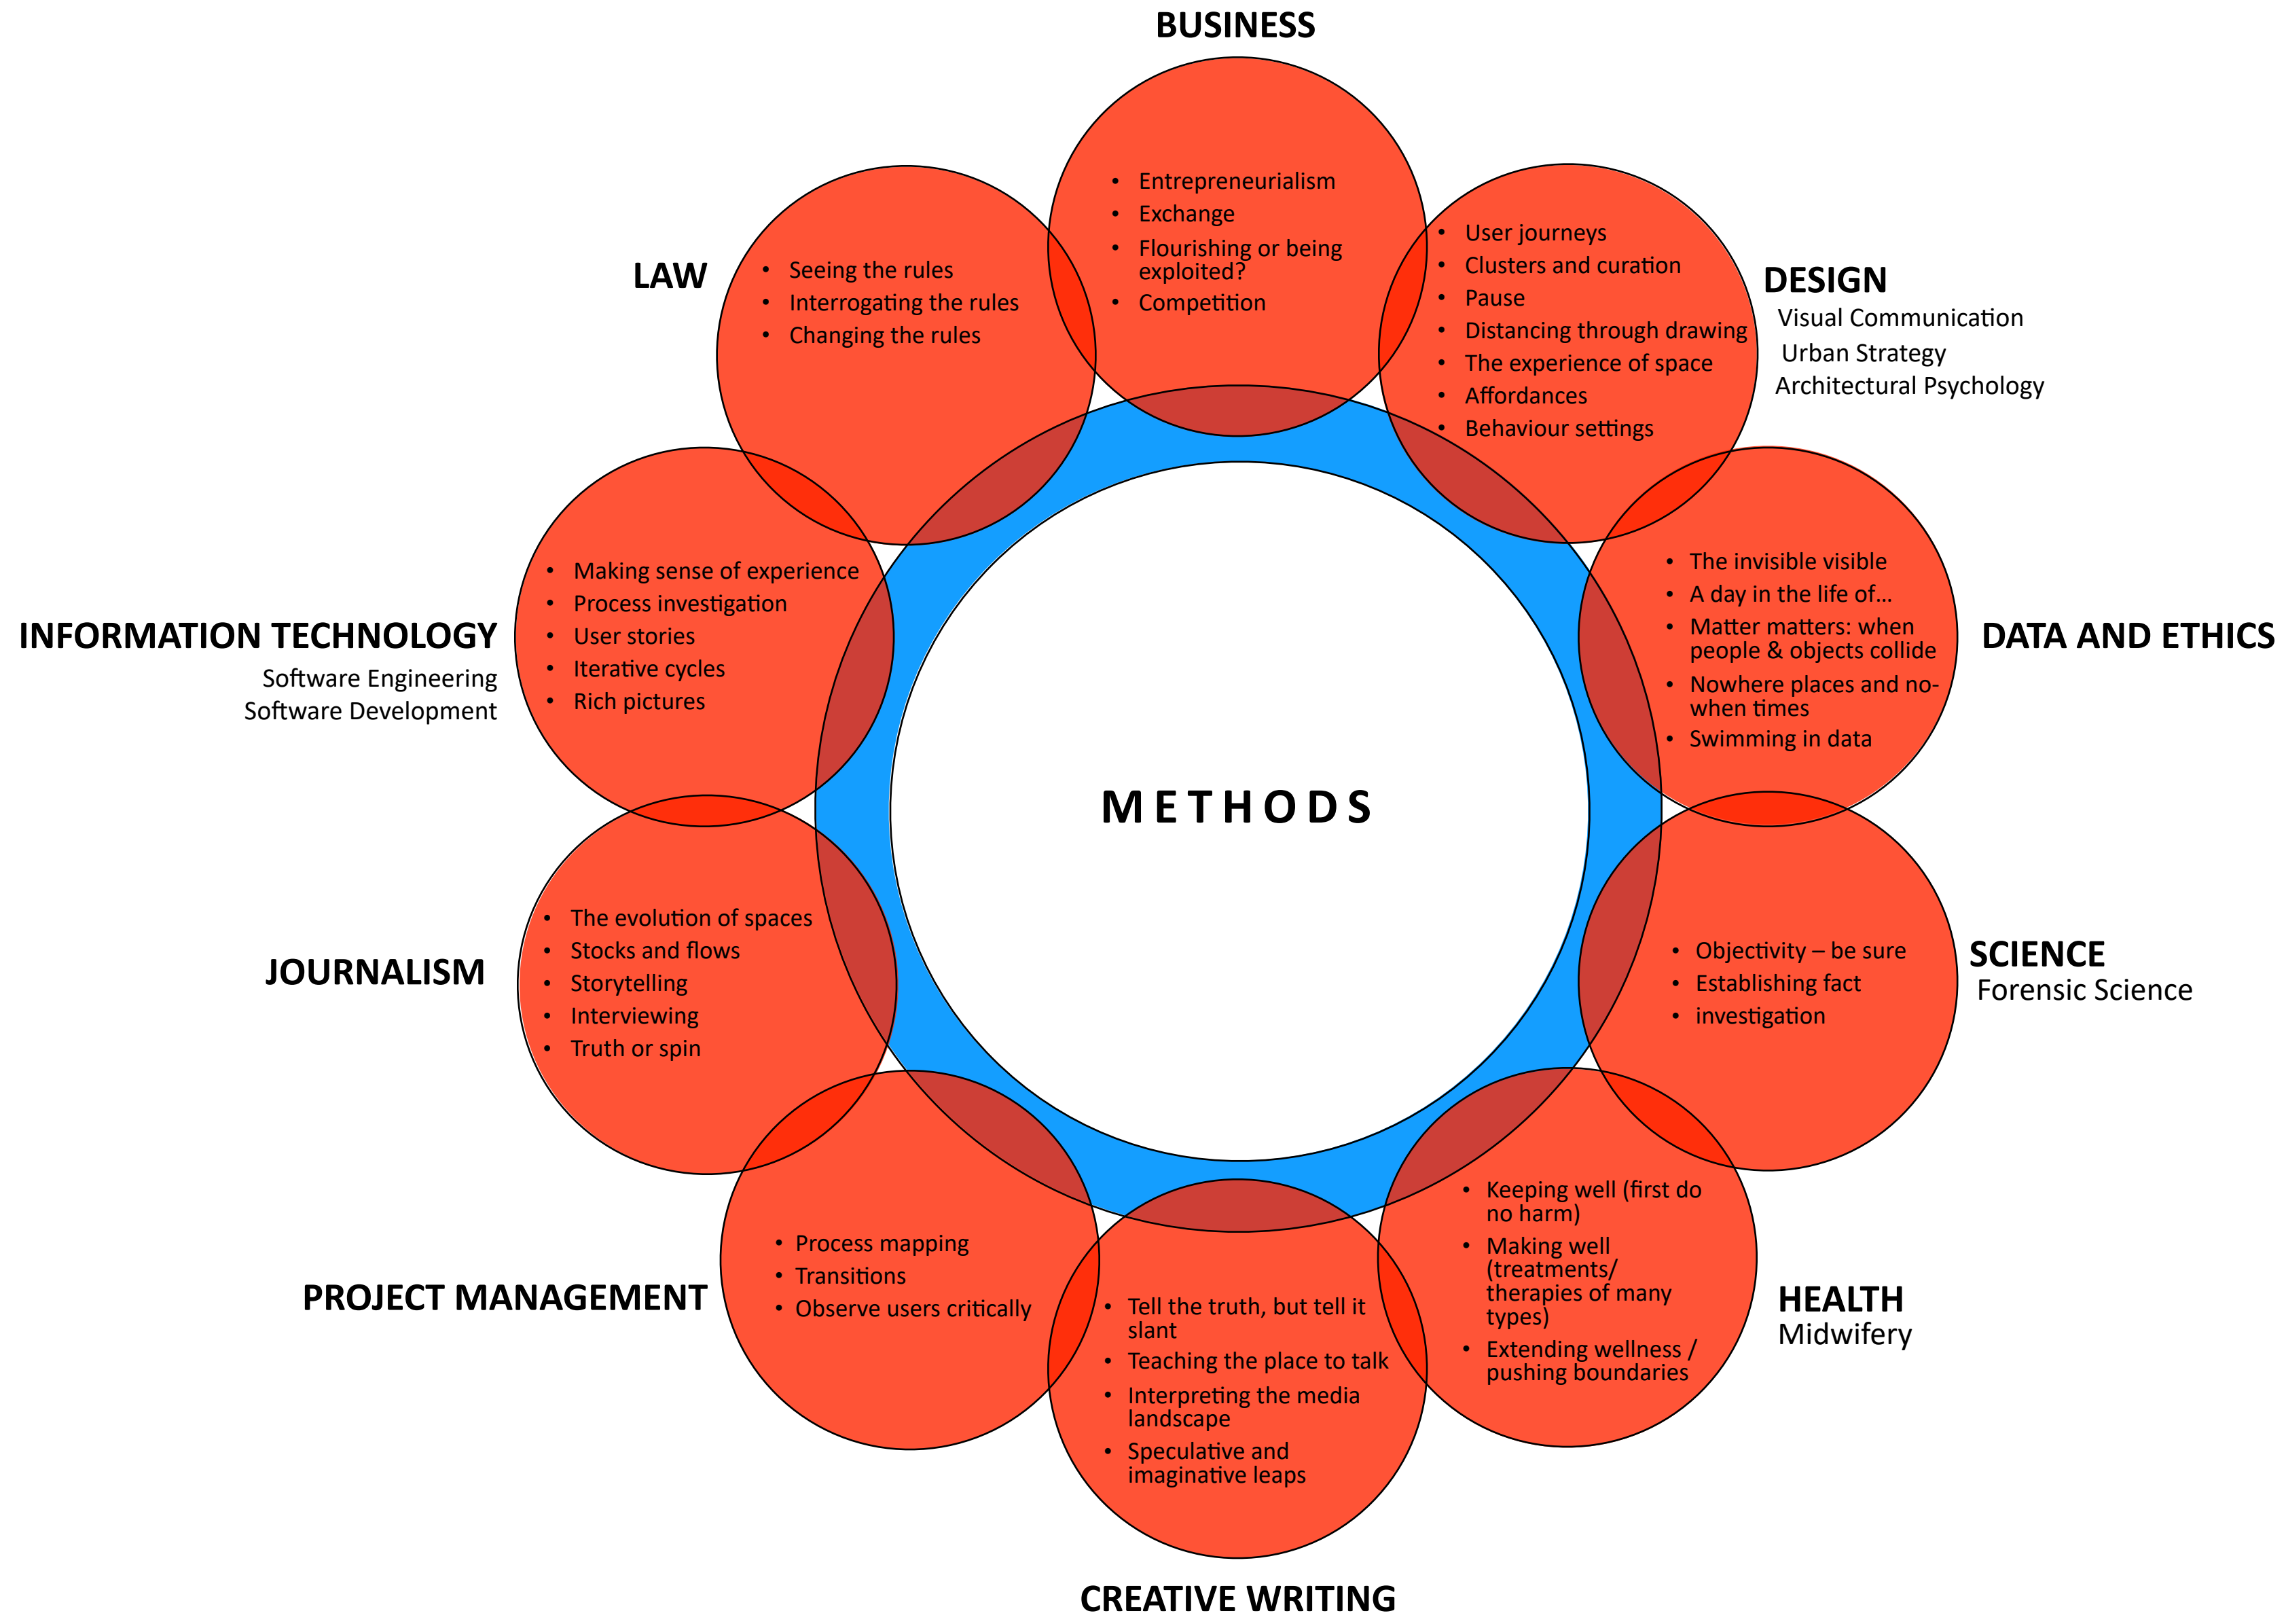 BUSINESS
• Entrepreneurialism
• Exchange
• Flourishing or being
exploited?
• Competition
DESIGN
Visual Communication
Urban Strategy
Architectural Psychology
• User journeys
• Clusters and curation
• Pause
• Distancing through drawing
• The experience of space
• Affordances
• Behaviour settings
DATA AND ETHICS
• The invisible visible
• A day in the life of...
• Matter matters: when
people & objects collide
• Nowhere places and no-
when times
• Swimming in data
SCIENCE
Forensic Science
• Objectivity – be sure
• Establishing fact
• investigation
HEALTH
Midwifery
• Keeping well (first do
no harm)
• Making well
(treatments/
therapies of many
types)
• Extending wellness /
pushing boundaries
CREATIVE WRITING
• Tell the truth, but tell it
slant
• Teaching the place to talk
• Interpreting the media
landscape
• Speculative and
imaginative leaps
PROJECT MANAGEMENT
• Process mapping
• Transitions
• Observe users critically
JOURNALISM
• The evolution of spaces
• Stocks and flows
• Storytelling
• Interviewing
• Truth or spin
INFORMATION TECHNOLOGY
Software Engineering
Software Development
• Making sense of experience
• Process investigation
• User stories
• Iterative cycles
• Rich pictures
LAW
• Seeing the rules
• Interrogating the rules
• Changing the rules
METHODS